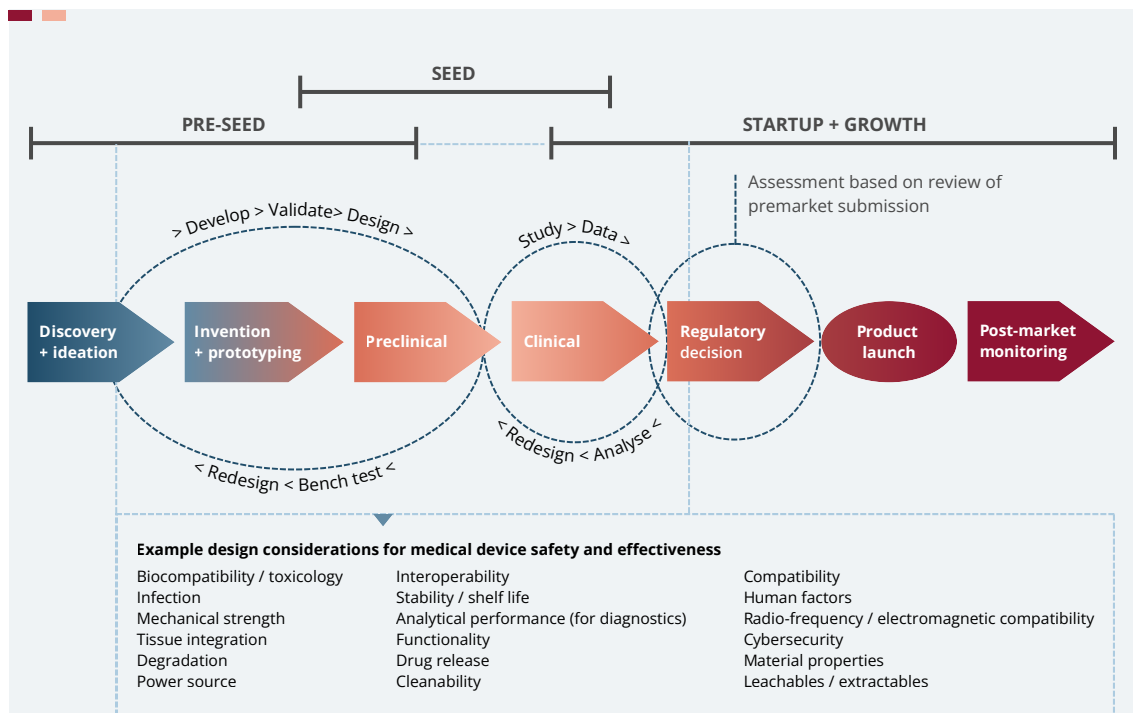 SEED
PRE-SEED
STARTUP + GROWTH
Assessment based on review of
premarket submission
> Develop > Validate> Design >
Study > Data >
Discovery
+ ideation
Invention
+ prototyping
Preclinical
Clinical
Regulatory
decision
Product
launch
Post-market
monitoring
< Redesign < Bench test <
< Redesign < Analyse <
Example design considerations for medical device safety and effectiveness
Biocompatibility / toxicology
Infection
Mechanical strength
Tissue integration
Degradation
Power source
Interoperability
Stability / shelf life
Analytical performance (for diagnostics)
Functionality
Drug release
Cleanability
Compatibility
Human factors
Radio-frequency / electromagnetic compatibility
Cybersecurity
Material properties
Leachables / extractables